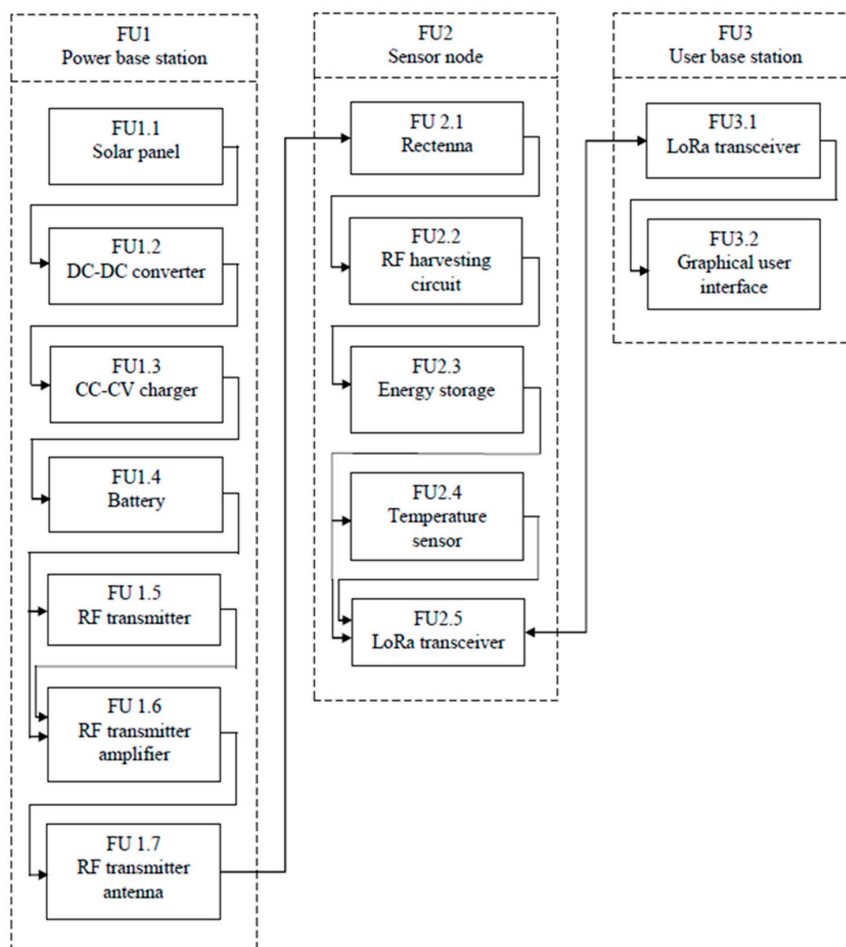 FU1
Power base station
FU1.1
Solar panel
FU1.2
DC-DC converter
FU1.3
CC-CV charger
FU1.4
Battery
FU 1.5
RF transmitter
FU 1.6
RF transmitter
amplifier
FU 1.7
RF transmitter
antenna
FU2
Sensor node
FU 2.1
Rectenna
FU2.2
RF harvesting
circuit
FU2.3
Energy storage
FU2.4
Temperature
sensor
FU2.5
LoRa transceiver
FU3
User base station
FU3.1
LoRa transceiver
FU3.2
Graphical user
interface